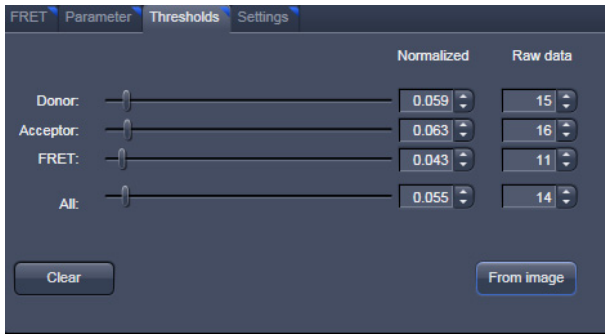 FRET Parameter Thresholds Settings
Normalized Raw data
Donor: 0.059 15
Acceptor: 0.063 16
FRET: 0.043 11
All: 0.055 14
Clear From image